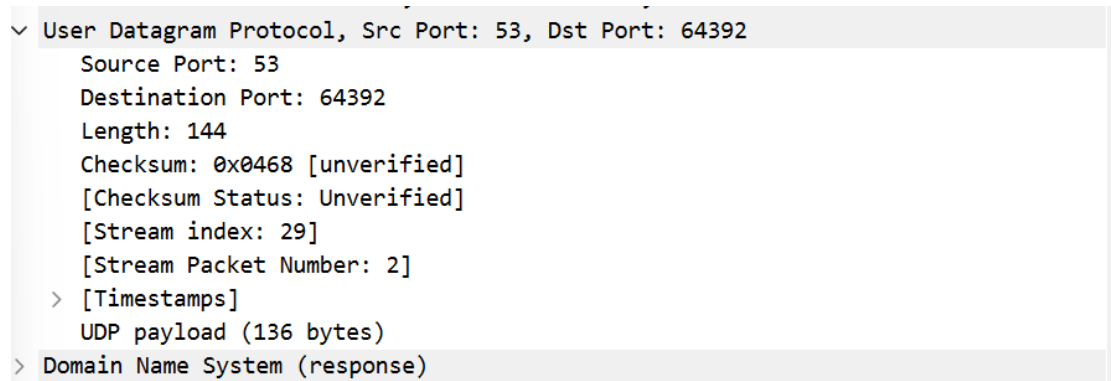 User Datagram Protocol, Src Port: 53, Dst Port: 64392
Source Port: 53
Destination Port: 64392
Length: 144
Checksum: 0x0468 [unverified]
[Checksum Status: Unverified]
[Stream index: 29]
[Stream Packet Number: 2]
[Timestamps]
UDP payload (136 bytes)
Domain Name System (response)